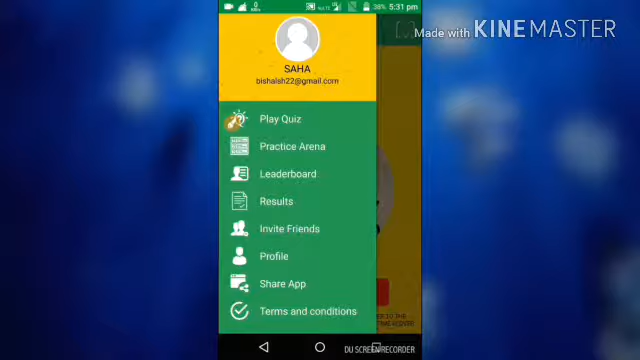 36% 5:31 pm
Made with KINEMASTER
SAHA
bishalsh22@gmail.com
Play Quiz
Practice Arena
Leaderboard
Results
Invite Friends
Profile
Share App
Terms and conditions
DU SCREEN RECORDER